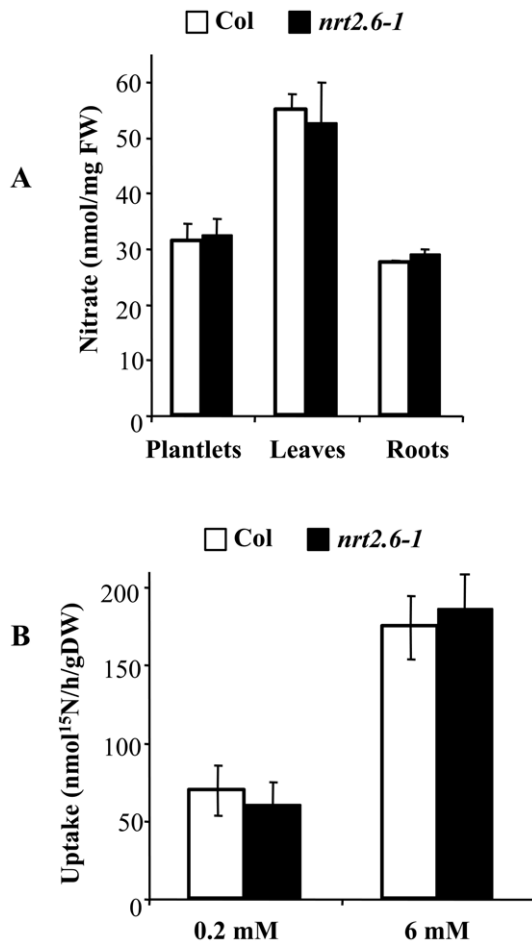 Col nrt2.6-1
A
Nitrate (nmol/mg FW)
60
50
40
30
20
10
0
Plantlets Leaves Roots
Col nrt2.6-1
B
Uptake (nmol¹⁵N/h/gDW)
200
150
100
50
0
0.2 mM 6 mM